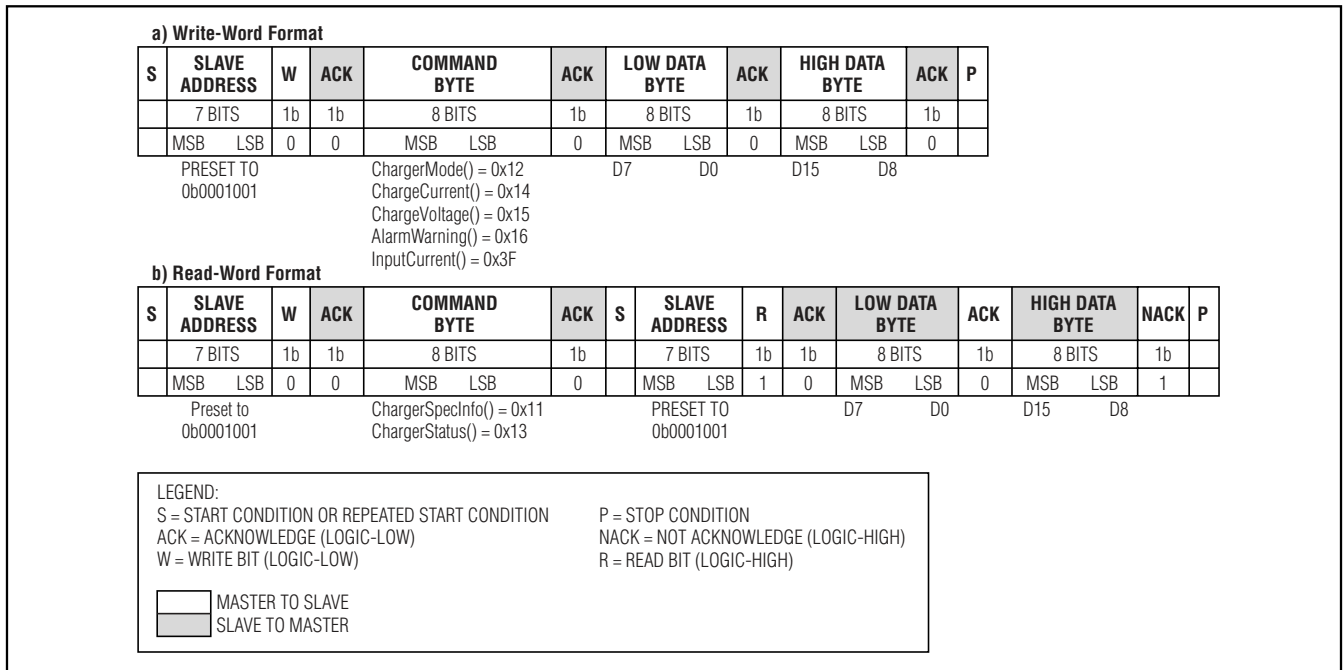 a) Write-Word Format
S SLAVE ADDRESS W ACK COMMAND BYTE ACK LOW DATA BYTE ACK HIGH DATA BYTE ACK P
7 BITS 1b 1b 8 BITS 1b 8 BITS 1b 8 BITS 1b
MSB LSB 0 0 MSB LSB 0 MSB LSB 0 MSB LSB 0
PRESET TO 0b0001001 ChargerMode() = 0x12 D7 D0 D15 D8
ChargeCurrent() = 0x14
ChargeVoltage() = 0x15
AlarmWarning() = 0x16
InputCurrent() = 0x3F
b) Read-Word Format
S SLAVE ADDRESS W ACK COMMAND BYTE ACK S SLAVE ADDRESS R ACK LOW DATA BYTE ACK HIGH DATA BYTE NACK P
7 BITS 1b 1b 8 BITS 1b 7 BITS 1b 1b 8 BITS 1b 8 BITS 1b
MSB LSB 0 0 MSB LSB 0 MSB LSB 1 0 MSB LSB 0 MSB LSB 1
Preset to ChargerSpecInfo() = 0x11 PRESET TO D7 D0 D15 D8
0b0001001 ChargerStatus() = 0x13 0b0001001
LEGEND:
S = START CONDITION OR REPEATED START CONDITION P = STOP CONDITION
ACK = ACKNOWLEDGE (LOGIC-LOW) NACK = NOT ACKNOWLEDGE (LOGIC-HIGH)
W = WRITE BIT (LOGIC-LOW) R = READ BIT (LOGIC-HIGH)
MASTER TO SLAVE
SLAVE TO MASTER